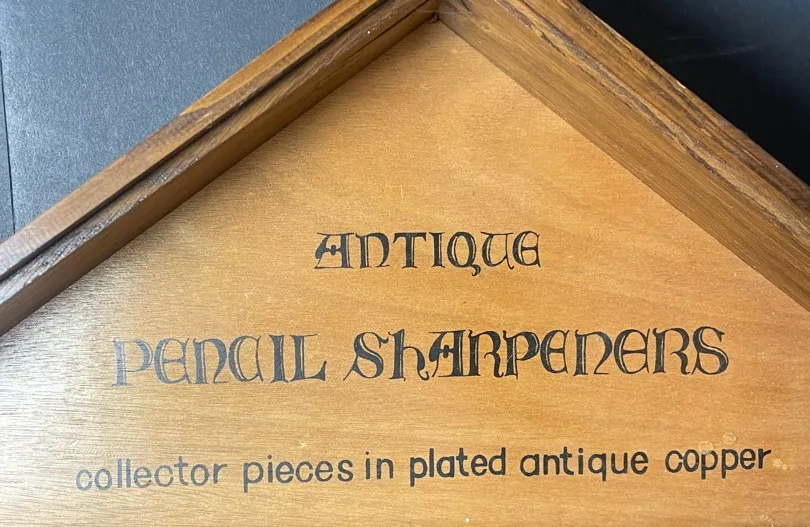 ANTIQUE
PENCIL ShARPENERS
collector pieces in plated antique copper